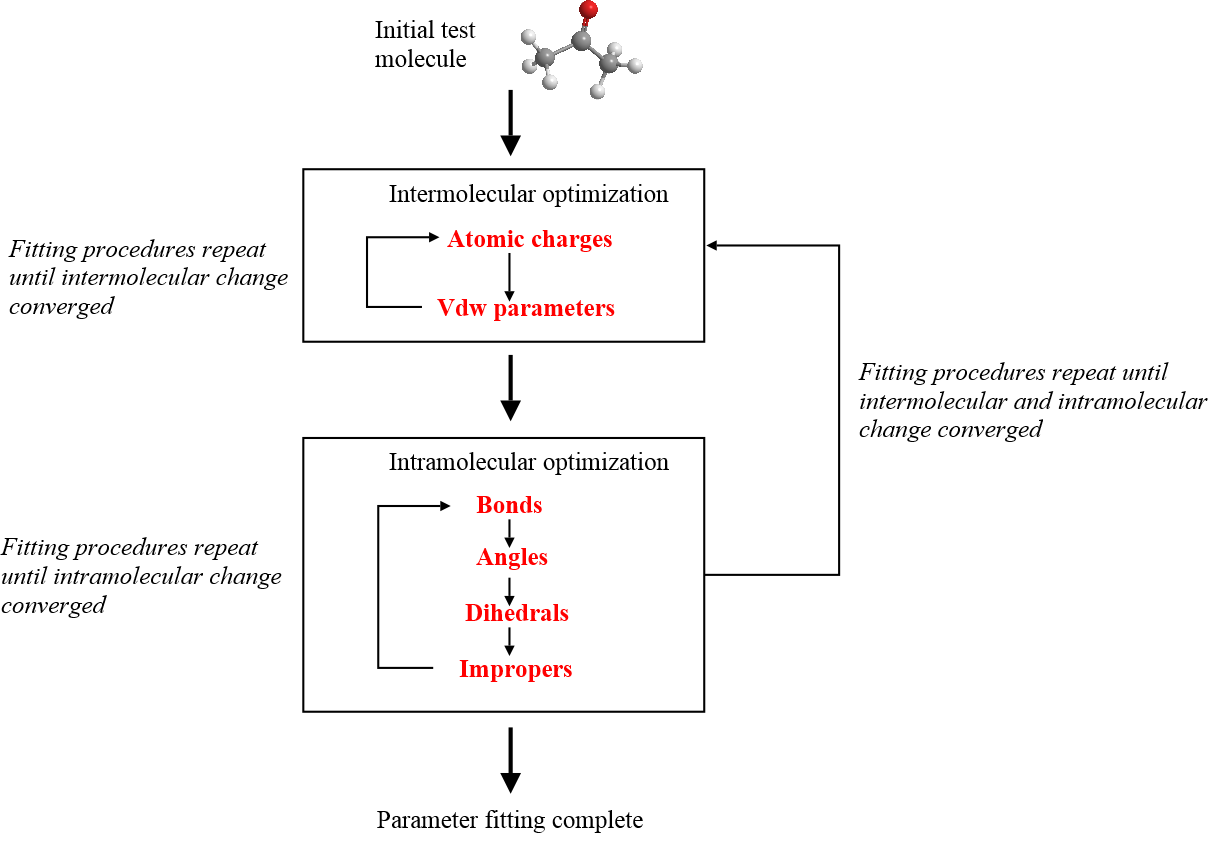 Initial test
molecule
Intermolecular optimization
Atomic charges
Vdw parameters
Fitting procedures repeat
until intermolecular change
converged
Fitting procedures repeat until
intermolecular and intramolecular
change converged
Intramolecular optimization
Bonds
Angles
Dihedrals
Impropers
Fitting procedures repeat
until intramolecular change
converged
Parameter fitting complete